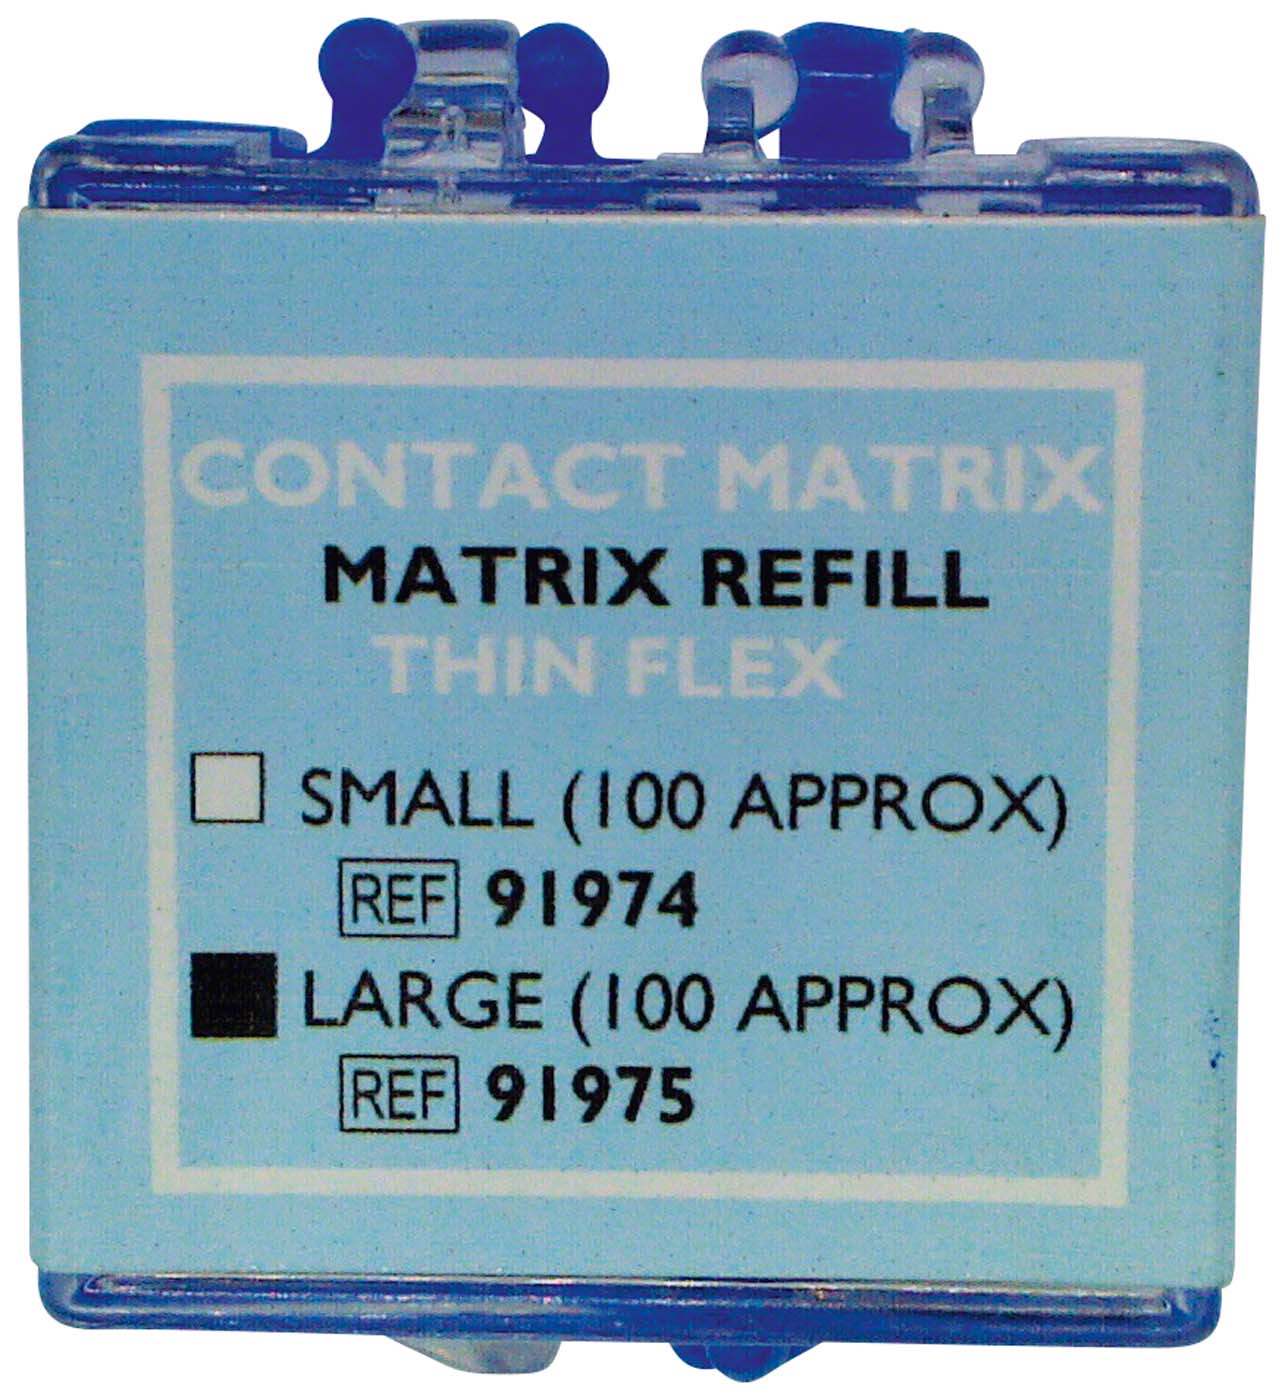 CONTACT MATRIX
MATRIX REFILL
THIN FLEX
SMALL (100 APPROX)
REF 91974
LARGE (100 APPROX)
REF 91975